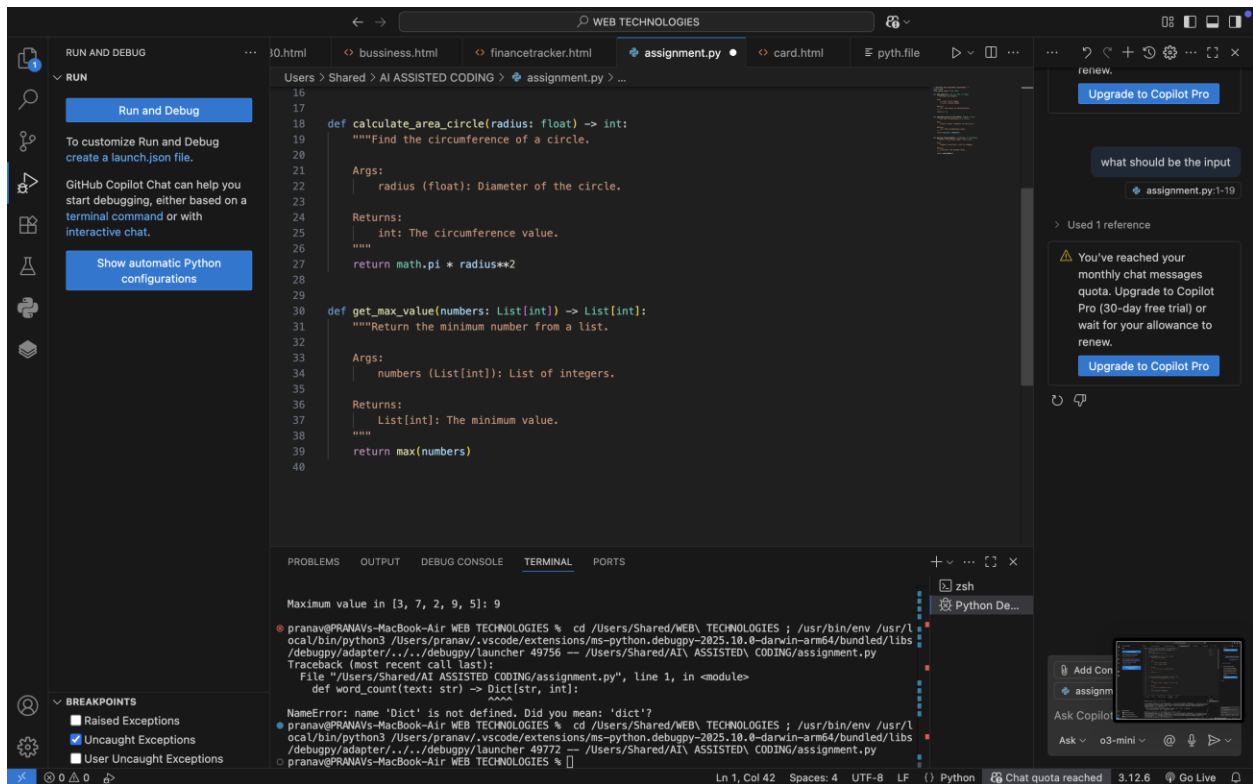 WEB TECHNOLOGIES
RUN AND DEBUG
RUN
Run and Debug
To customize Run and Debug
create a launch.json file.
GitHub Copilot Chat can help you
start debugging, either based on a
terminal command or with
interactive chat.
Show automatic Python
configurations
1
30.html
bussiness.html
financetracker.html
assignment.py
card.html
pyth.file
Users > Shared > AI ASSISTED CODING > assignment.py > ...
16
17
18 def calculate_area_circle(radius: float) -> int:
19 """Find the circumference of a circle.
20
21 Args:
22 radius (float): Diameter of the circle.
23
24 Returns:
25 int: The circumference value.
26 """
27 return math.pi * radius**2
28
29
30 def get_max_value(numbers: List[int]) -> List[int]:
31 """Return the minimum number from a list.
32
33 Args:
34 numbers (List[int]): List of integers.
35
36 Returns:
37 List[int]: The minimum value.
38 """
39 return max(numbers)
40
PROBLEMS OUTPUT DEBUG CONSOLE TERMINAL PORTS
Maximum value in [3, 7, 2, 9, 5]: 9
pranav@PRANAVs-MacBook-Air WEB TECHNOLOGIES % cd /Users/Shared/WEB\ TECHNOLOGIES ; /usr/bin/env /usr/l
ocal/bin/python3 /Users/pranav/.vscode/extensions/ms-python.debugpy-2025.10.0-darwin-arm64/bundled/libs
/debugpy/adapter/../../debugpy/launcher 49756 -- /Users/Shared/AI\ ASSISTED\ CODING/assignment.py
Traceback (most recent call last):
File "/Users/Shared/AI ASSISTED CODING/assignment.py", line 1, in <module>
def word_count(text: str) -> Dict[str, int]:
^^^^
NameError: name 'Dict' is not defined. Did you mean: 'dict'?
pranav@PRANAVs-MacBook-Air WEB TECHNOLOGIES % cd /Users/Shared/WEB\ TECHNOLOGIES ; /usr/bin/env /usr/l
ocal/bin/python3 /Users/pranav/.vscode/extensions/ms-python.debugpy-2025.10.0-darwin-arm64/bundled/libs
/debugpy/adapter/../../debugpy/launcher 49772 -- /Users/Shared/AI\ ASSISTED\ CODING/assignment.py
pranav@PRANAVs-MacBook-Air WEB TECHNOLOGIES %
zsh
Python De...
renew.
Upgrade to Copilot Pro
what should be the input
assignment.py:1-19
Used 1 reference
You've reached your
monthly chat messages
quota. Upgrade to Copilot
Pro (30-day free trial) or
wait for your allowance to
renew.
Upgrade to Copilot Pro
Add Con
assignm
Ask Copilot
Ask o3-mini
BREAKPOINTS
Raised Exceptions
Uncaught Exceptions
User Uncaught Exceptions
0 0
Ln 1, Col 42 Spaces: 4 UTF-8 LF {} Python Chat quota reached 3.12.6 Go Live